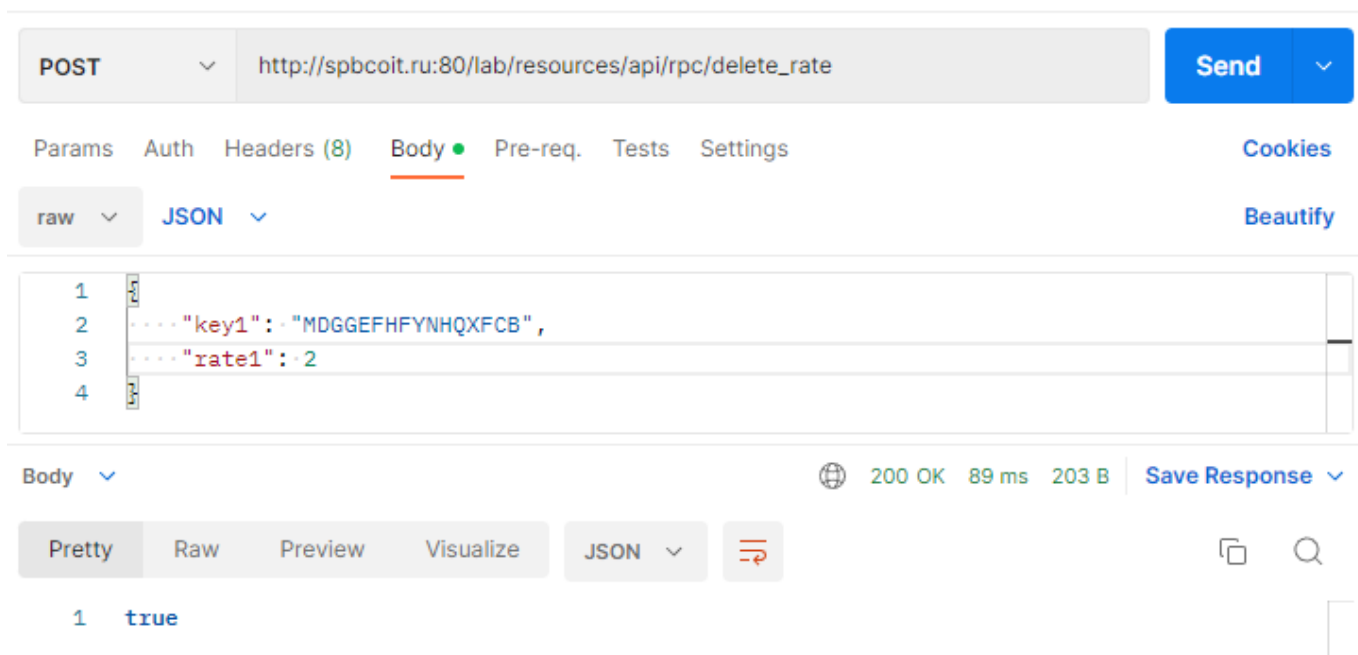 POST http://spbcoit.ru:80/lab/resources/api/rpc/delete_rate Send
Params Auth Headers (8) Body Pre-req. Tests Settings Cookies
raw JSON Beautify
1 {
2 "key1": "MDGGEFHFYNHQXFCB",
3 "rate1": 2
4 }
Body 200 OK 89 ms 203 B Save Response
Pretty Raw Preview Visualize JSON
1 true